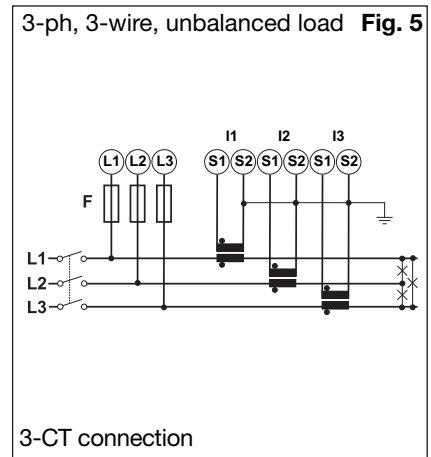 3-ph, 3-wire, unbalanced load Fig. 5
I1 I2 I3
L1 L2 L3 S1 S2 S1 S2 S1 S2
F
L1
L2
L3
3-CT connection